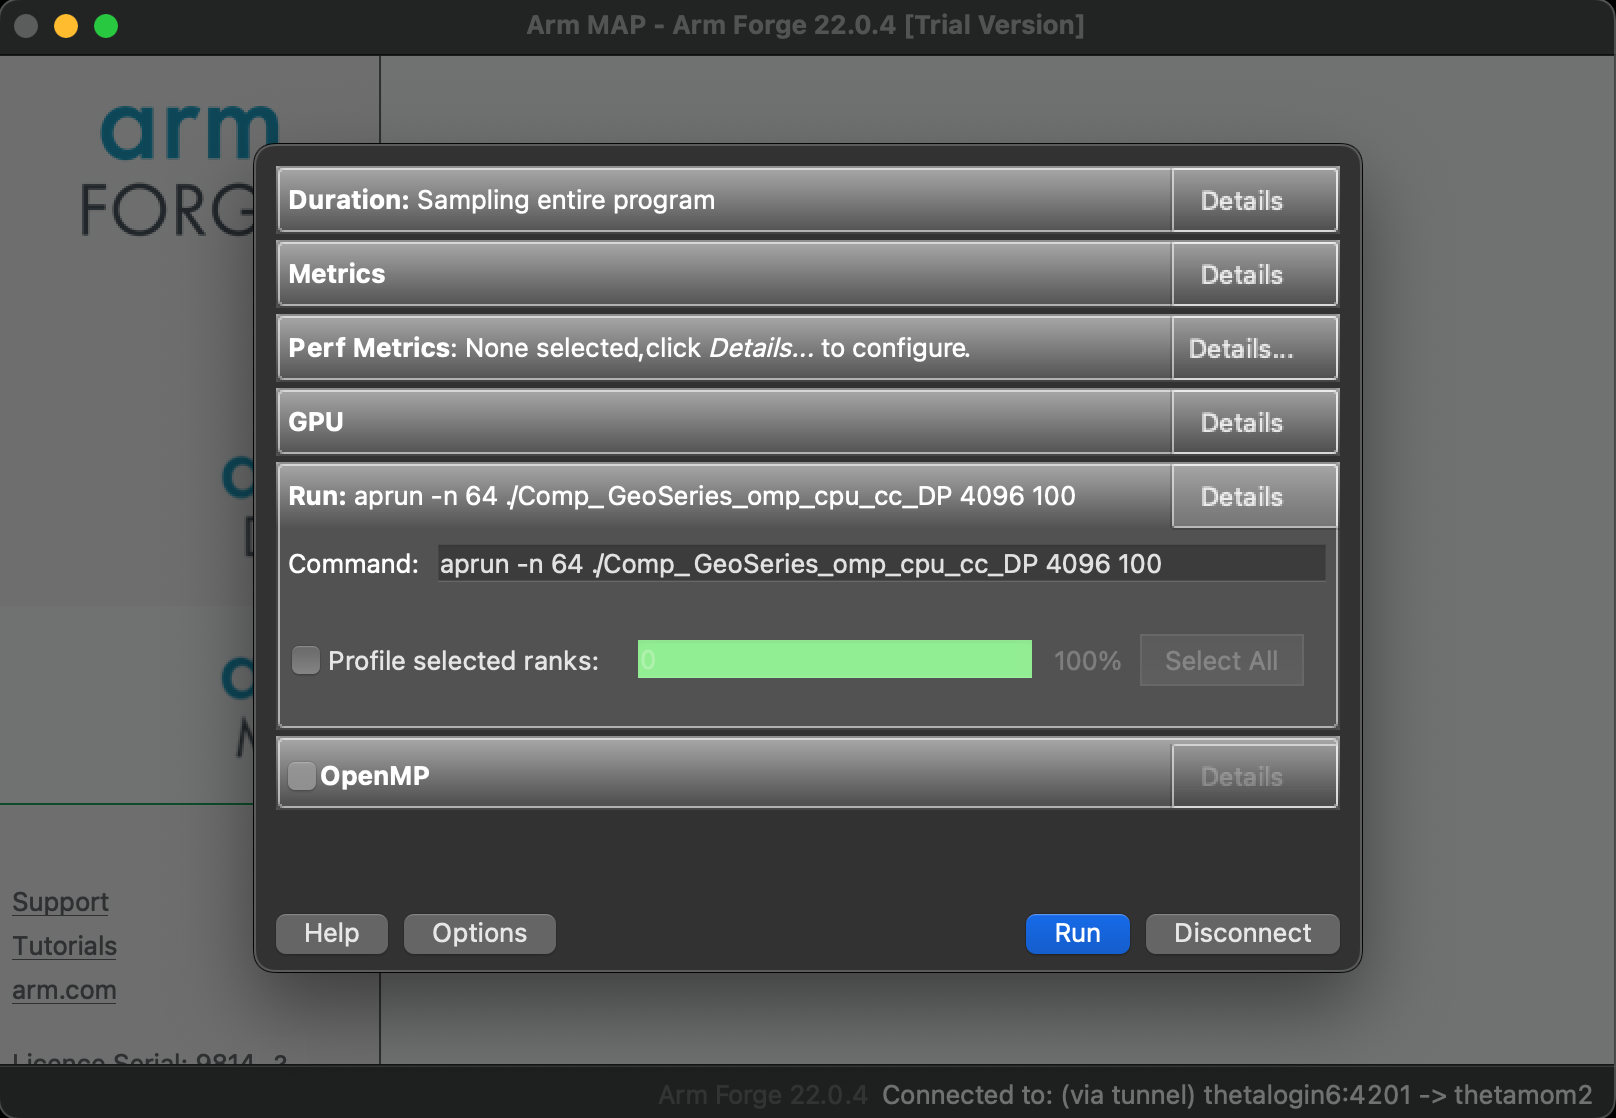 Arm MAP - Arm Forge 22.0.4 [Trial Version]
arm
FORG
Duration: Sampling entire program
Details
Metrics
Details
Perf Metrics: None selected,click Details... to configure.
Details...
GPU
Details
Run: aprun -n 64 ./Comp_GeoSeries_omp_cpu_cc_DP 4096 100
Details
Command: aprun -n 64 ./Comp_GeoSeries_omp_cpu_cc_DP 4096 100
Profile selected ranks: 0 100% Select All
OpenMP
Details
Help Options Run Disconnect
Support
Tutorials
arm.com
Licence Serial: 9814
Arm Forge 22.0.4 Connected to: (via tunnel) thetalogin6:4201 -> thetamom2